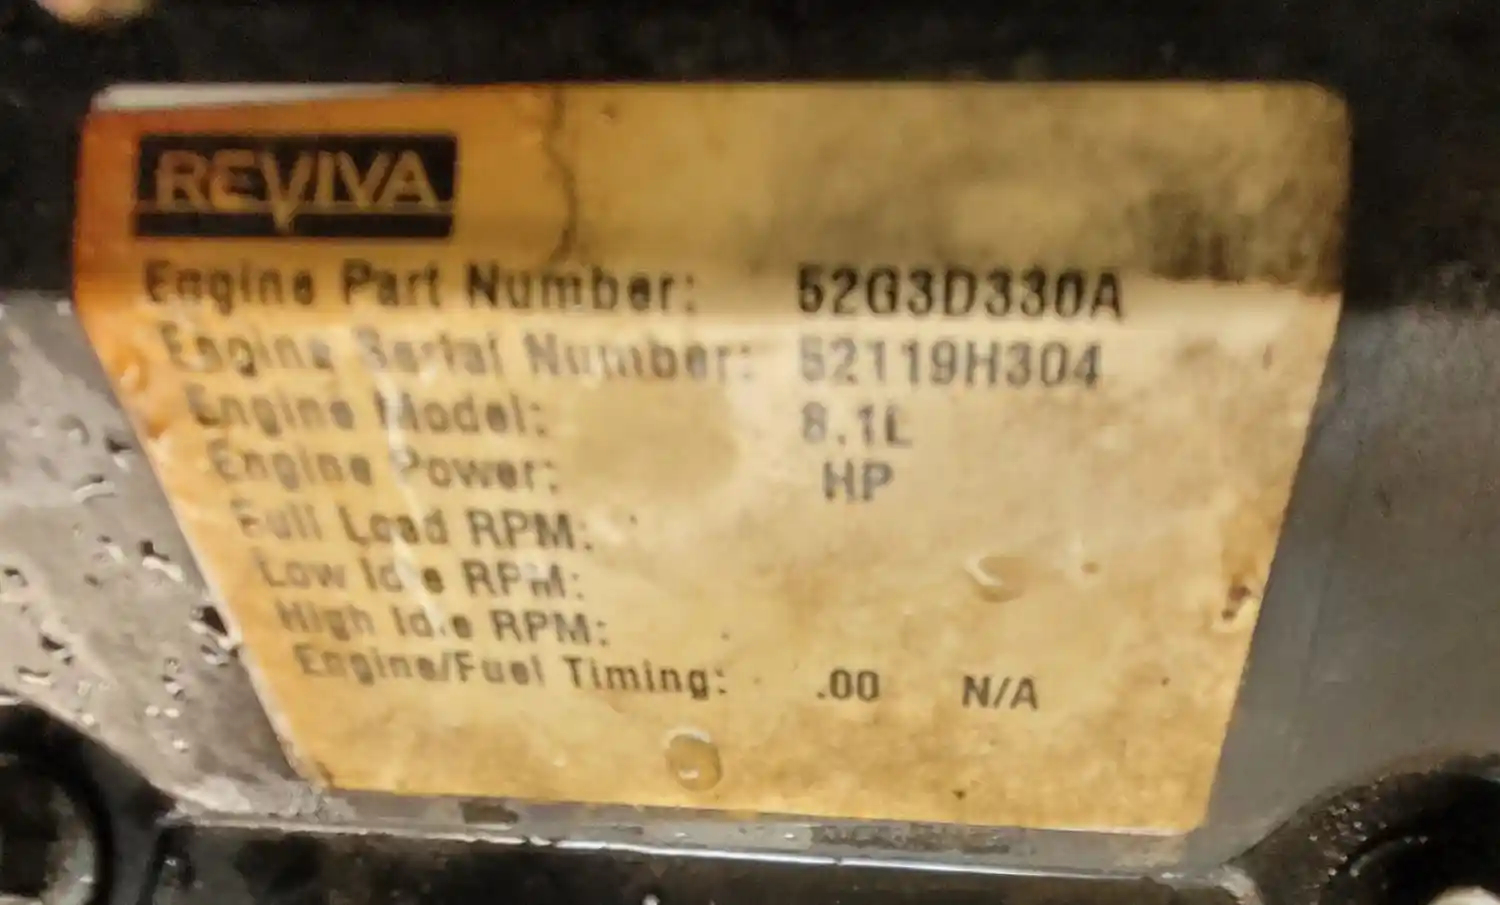 REVIVA
Engine Part Number: 52G3D330A
Engine Serial Number: 52119H304
Engine Model: 8.1L
Engine Power: HP
Full Load RPM:
Low Idle RPM:
High Idle RPM:
Engine/Fuel Timing: .00 N/A